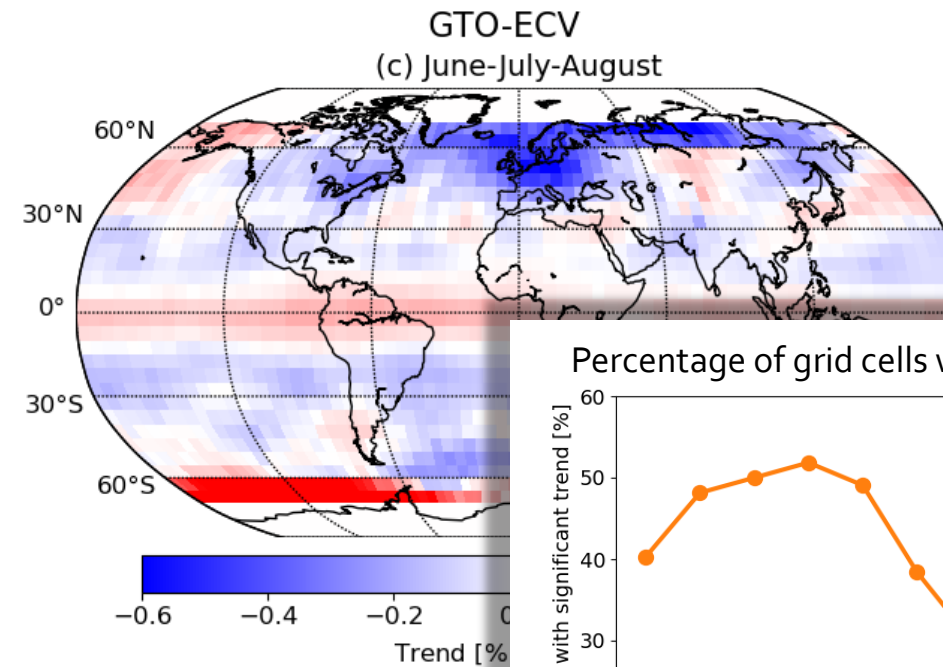 GTO-ECV
(c) June-July-August
60°N
30°N
0°
30°S
60°S
−0.6
−0.4
−0.2
Trend [%
Percentage of grid cells
with significant trend [%]
60
50
40
30